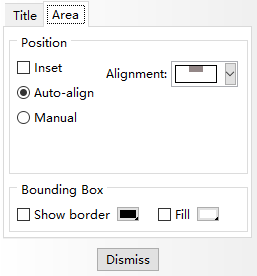 Title Area
Position
Inset
Alignment:
Auto-align
Manual
Bounding Box
Show border Fill
Dismiss